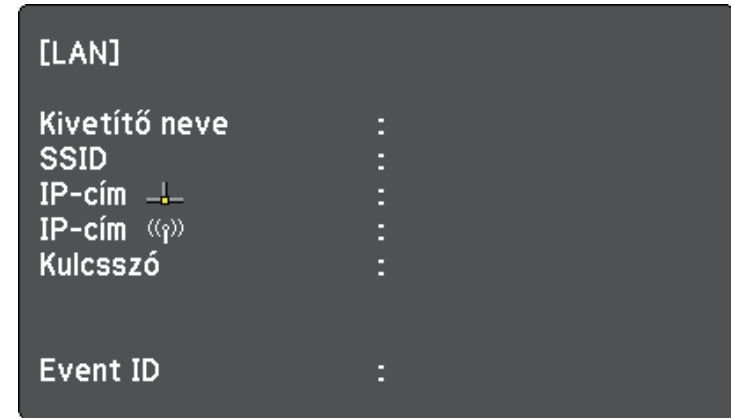 [LAN]
Kivetítő neve :
SSID :
IP-cím :
IP-cím :
Kulcsszó :
Event ID :